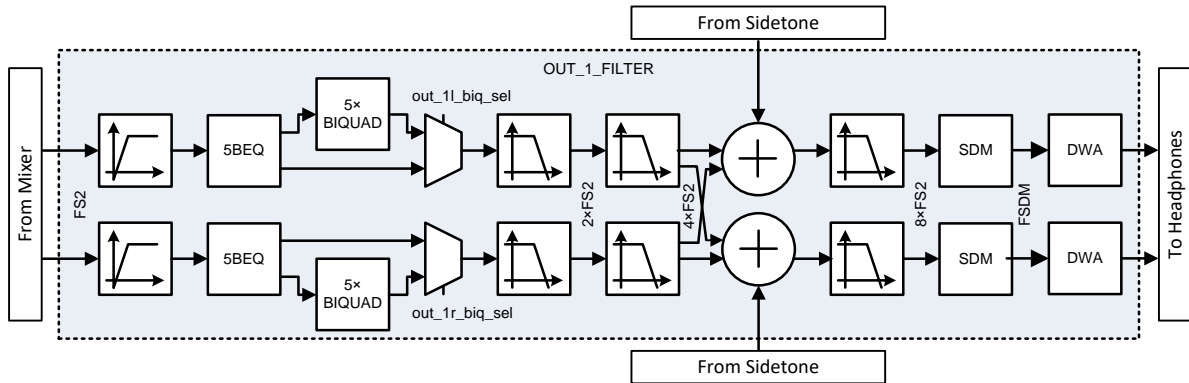 From Sidetone
OUT_1_FILTER
From Mixer
FS2
5BEQ
5×
BIQUAD
out_1l_biq_sel
2×FS2
4×FS2
8×FS2
SDM
FSDM
DWA
To Headphones
5BEQ
5×
BIQUAD
out_1r_biq_sel
SDM
DWA
From Sidetone